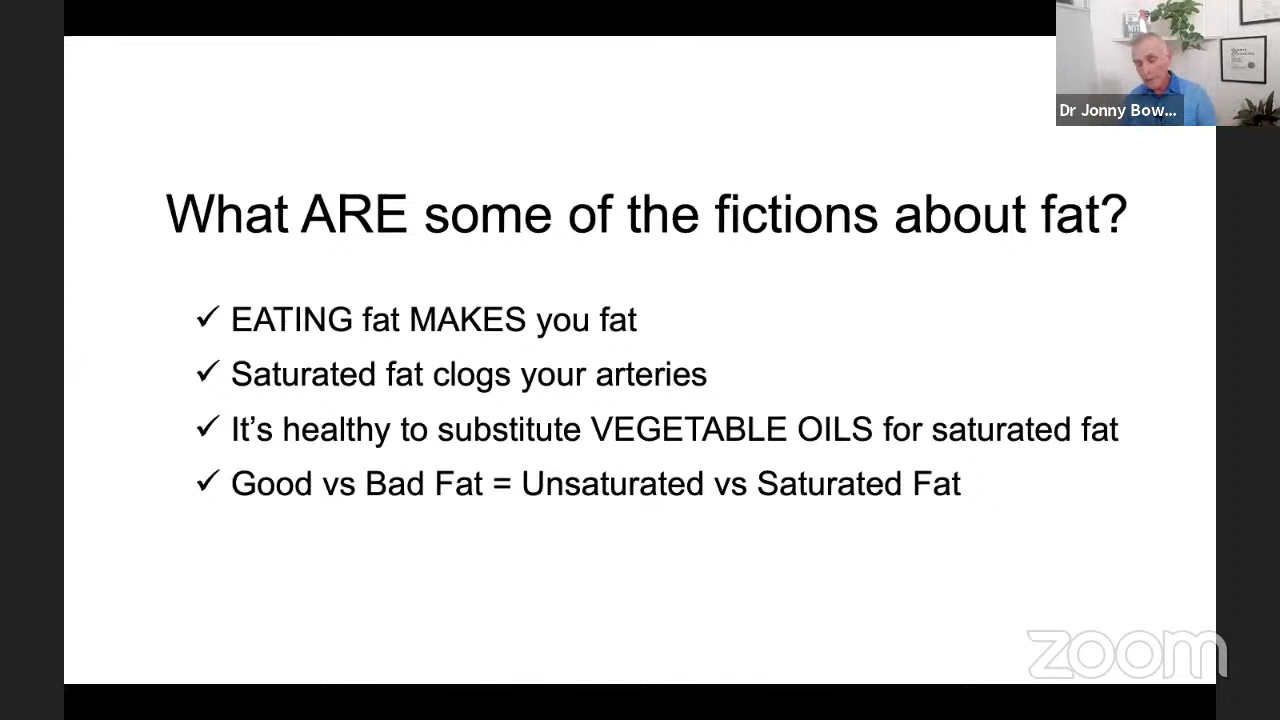 Dr Jonny Bow...
What ARE some of the fictions about fat?
✓ EATING fat MAKES you fat
✓ Saturated fat clogs your arteries
✓ It's healthy to substitute VEGETABLE OILS for saturated fat
✓ Good vs Bad Fat = Unsaturated vs Saturated Fat
zoom